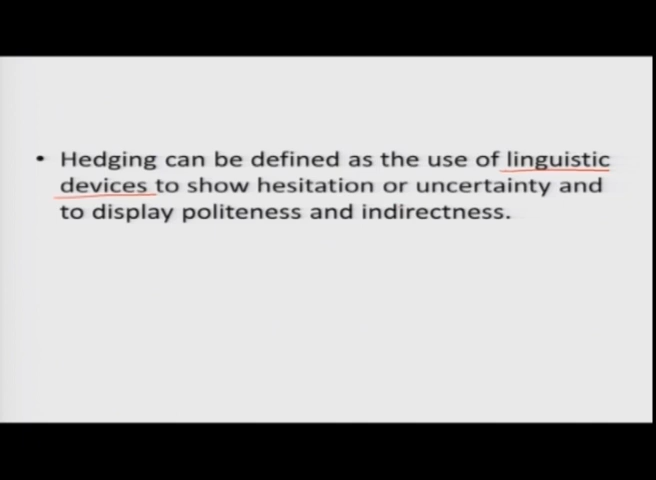 • Hedging can be defined as the use of linguistic
devices to show hesitation or uncertainty and
to display politeness and indirectness.